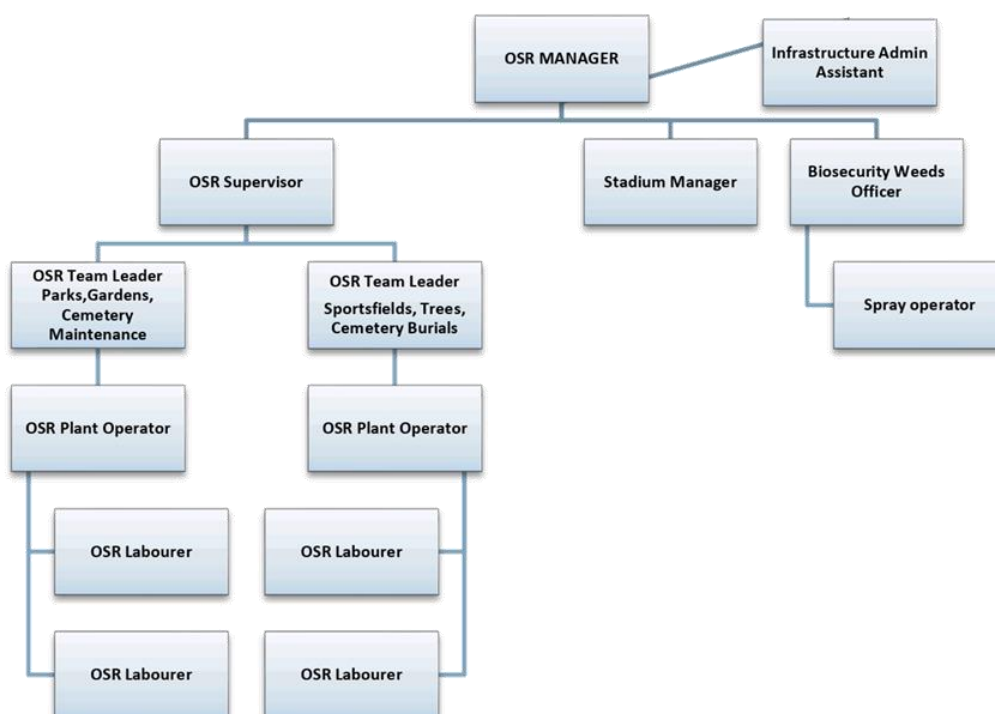 OSR MANAGER
Infrastructure Admin
Assistant
OSR Supervisor
Stadium Manager
Biosecurity Weeds
Officer
OSR Team Leader
Parks,Gardens,
Cemetery
Maintenance
OSR Team Leader
Sportsfields, Trees,
Cemetery Burials
Spray operator
OSR Plant Operator
OSR Plant Operator
OSR Labourer
OSR Labourer
OSR Labourer
OSR Labourer